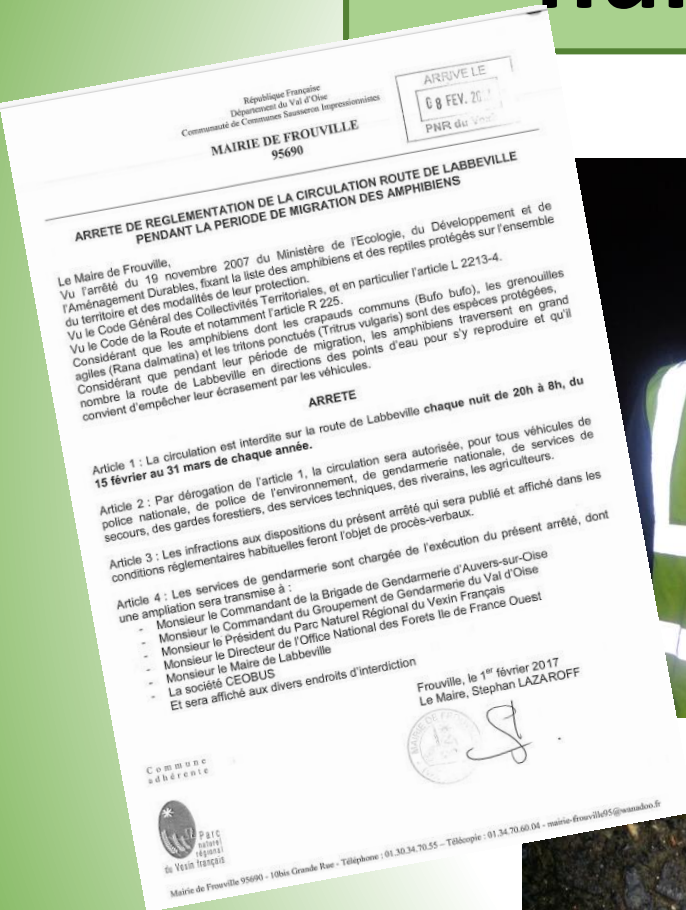 République Française
Département du Val d'Oise
Communauté de Communes Sausseron Impressionnistes
MAIRIE DE FROUVILLE
95690
ARRIVE LE
08 FEV. 20
PNR du
ARRETE DE REGLEMENTATION DE LA CIRCULATION ROUTE DE LABBEVILLE
PENDANT LA PERIODE DE MIGRATION DES AMPHIBIENS
Le Maire de Frouville,
Vu l'arrêté du 19 novembre 2007 du Ministère de l'Ecologie, du Développement et de
l'Aménagement Durables, fixant la liste des amphibiens et des reptiles protégés sur l'ensemble
du territoire et des modalités de leur protection.
Vu le Code Général des Collectivités Territoriales, et en particulier l'article L 2213-4.
Vu le Code de la Route et notamment l'article R 225.
Considérant que les amphibiens dont les crapauds communs (Bufo bufo), les grenouilles
agiles (Rana dalmatina) et les tritons ponctués (Tritrus vulgaris) sont des espèces protégées,
Considérant que pendant leur période de migration, les amphibiens traversent en grand
nombre la route de Labbeville en directions des points d'eau pour s'y reproduire et qu'il
convient d'empêcher leur écrasement par les véhicules.
ARRETE
Article 1 : La circulation est interdite sur la route de Labbeville chaque nuit de 20h à 8h, du
15 février au 31 mars de chaque année.
Article 2 : Par dérogation de l'article 1, la circulation sera autorisée, pour tous véhicules de
police nationale, de police de l'environnement, de gendarmerie nationale, de services de
secours, des gardes forestiers, des services techniques, des riverains, les agriculteurs.
Article 3 : Les infractions aux dispositions du présent arrêté qui sera publié et affiché dans les
conditions réglementaires habituelles feront l'objet de procès-verbaux.
Article 4 : Les services de gendarmerie sont chargée de l'exécution du présent arrêté, dont
une ampliation sera transmise à :
- Monsieur le Commandant de la Brigade de Gendarmerie d'Auvers-sur-Oise
- Monsieur le Commandant du Groupement de Gendarmerie du Val d'Oise
- Monsieur le Président du Parc Naturel Régional du Vexin Français
- Monsieur le Directeur de l'Office National des Forets Ile de France Ouest
- Monsieur le Maire de Labbeville
- La société CEOBUS
Et sera affiché aux divers endroits d'interdiction
Frouville, le 1er février 2017
Le Maire, Stephan LAZAROFF
MAIRIE DE
Commune
adhérente
Parc
naturel
régional
du Vexin français
Mairie de Frouville 95690 - 10bis Grande Rue - Téléphone : 01.30.34.70.55 – Télécopie : 01.34.70.60.04 - mairie-frouville95@wanadoo.fr